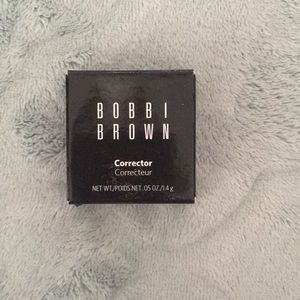 BOBBI
BROWN
Corrector
Correcteur
NET WT./POIDS.NET .05 OZ./1.4 g